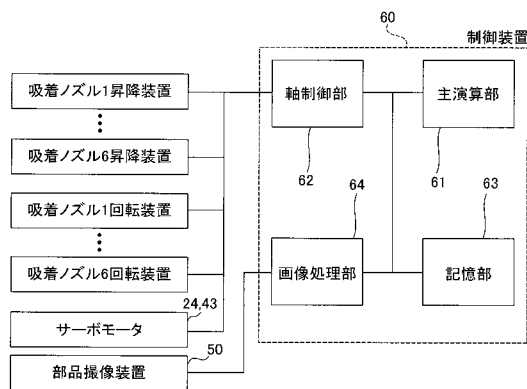 60
制御装置
吸着ノズル1昇降装置
吸着ノズル6昇降装置
吸着ノズル1回転装置
吸着ノズル6回転装置
24,43
サーボモータ
50
部品撮像装置
軸制御部
62
主演算部
61
64
画像処理部
63
記憶部